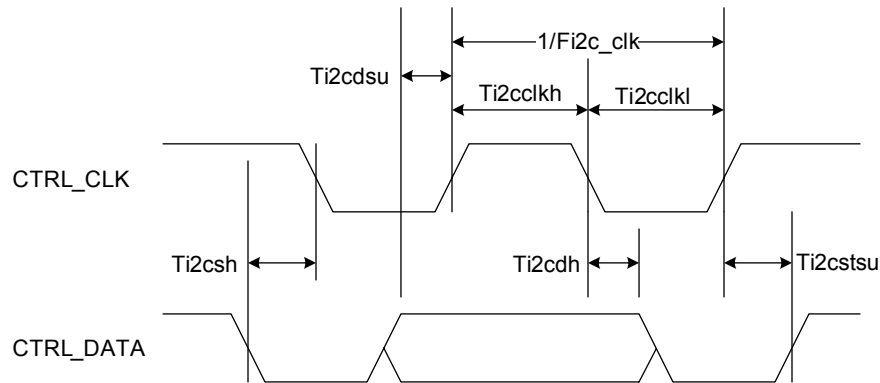 1/Fi2c_clk
Ti2cdsu
Ti2cclkh
Ti2cclkl
CTRL_CLK
Ti2csh
Ti2cdh
Ti2cstsu
CTRL_DATA